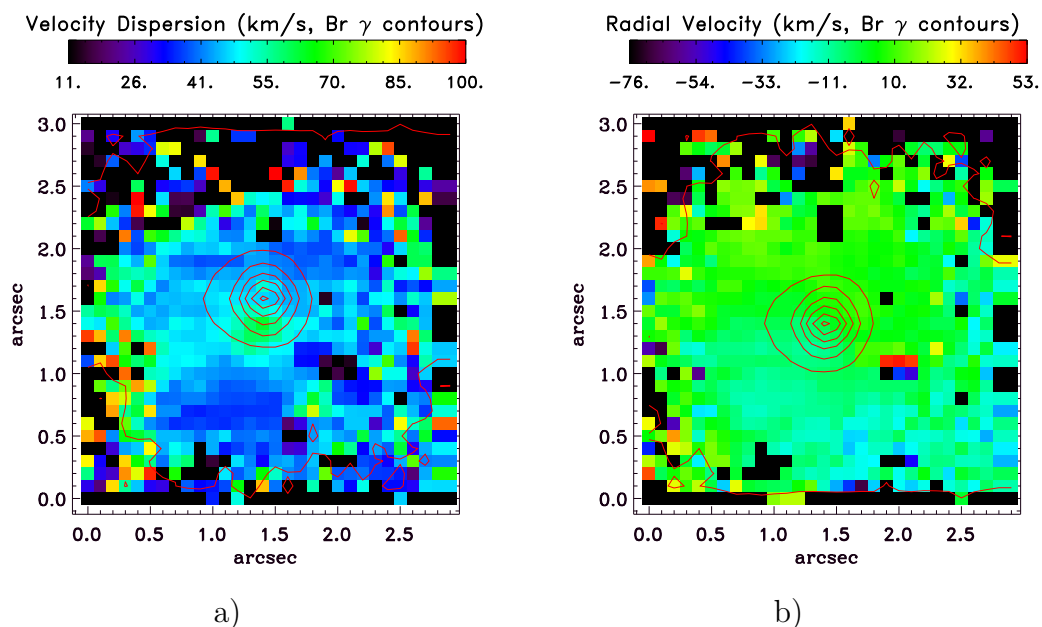 Velocity Dispersion (km/s, Br γ contours)
11. 26. 41. 55. 70. 85. 100.
3.0
2.5
2.0
1.5
1.0
0.5
0.0
arcsec
0.0 0.5 1.0 1.5 2.0 2.5
arcsec
a)
Radial Velocity (km/s, Br γ contours)
−76. −54. −33. −11. 10. 32. 53.
3.0
2.5
2.0
1.5
1.0
0.5
0.0
arcsec
0.0 0.5 1.0 1.5 2.0 2.5
arcsec
b)